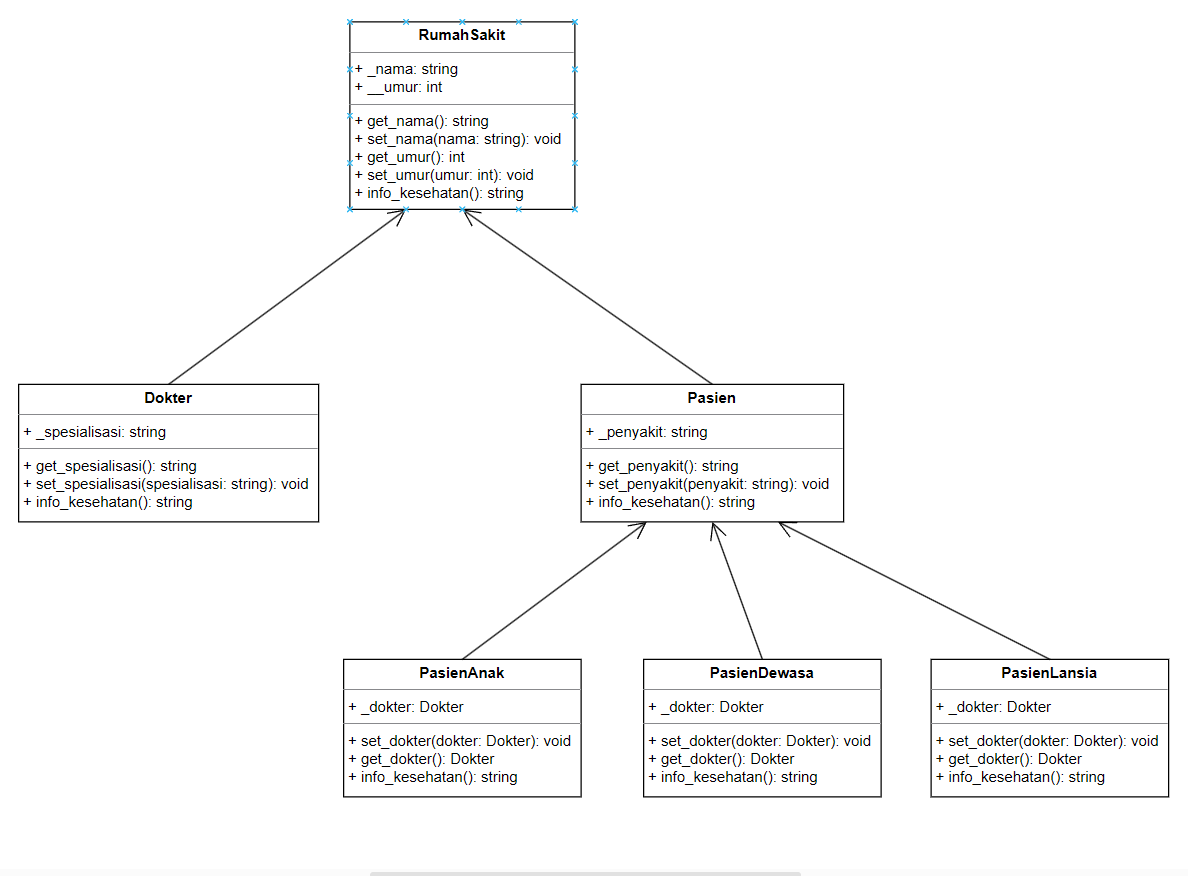 RumahSakit
+ _nama: string
+ __umur: int
+ get_nama(): string
+ set_nama(nama: string): void
+ get_umur(): int
+ set_umur(umur: int): void
+ info_kesehatan(): string
Dokter
+ _spesialisasi: string
+ get_spesialisasi(): string
+ set_spesialisasi(spesialisasi: string): void
+ info_kesehatan(): string
Pasien
+ _penyakit: string
+ get_penyakit(): string
+ set_penyakit(penyakit: string): void
+ info_kesehatan(): string
PasienAnak
+ _dokter: Dokter
+ set_dokter(dokter: Dokter): void
+ get_dokter(): Dokter
+ info_kesehatan(): string
PasienDewasa
+ _dokter: Dokter
+ set_dokter(dokter: Dokter): void
+ get_dokter(): Dokter
+ info_kesehatan(): string
PasienLansia
+ _dokter: Dokter
+ set_dokter(dokter: Dokter): void
+ get_dokter(): Dokter
+ info_kesehatan(): string